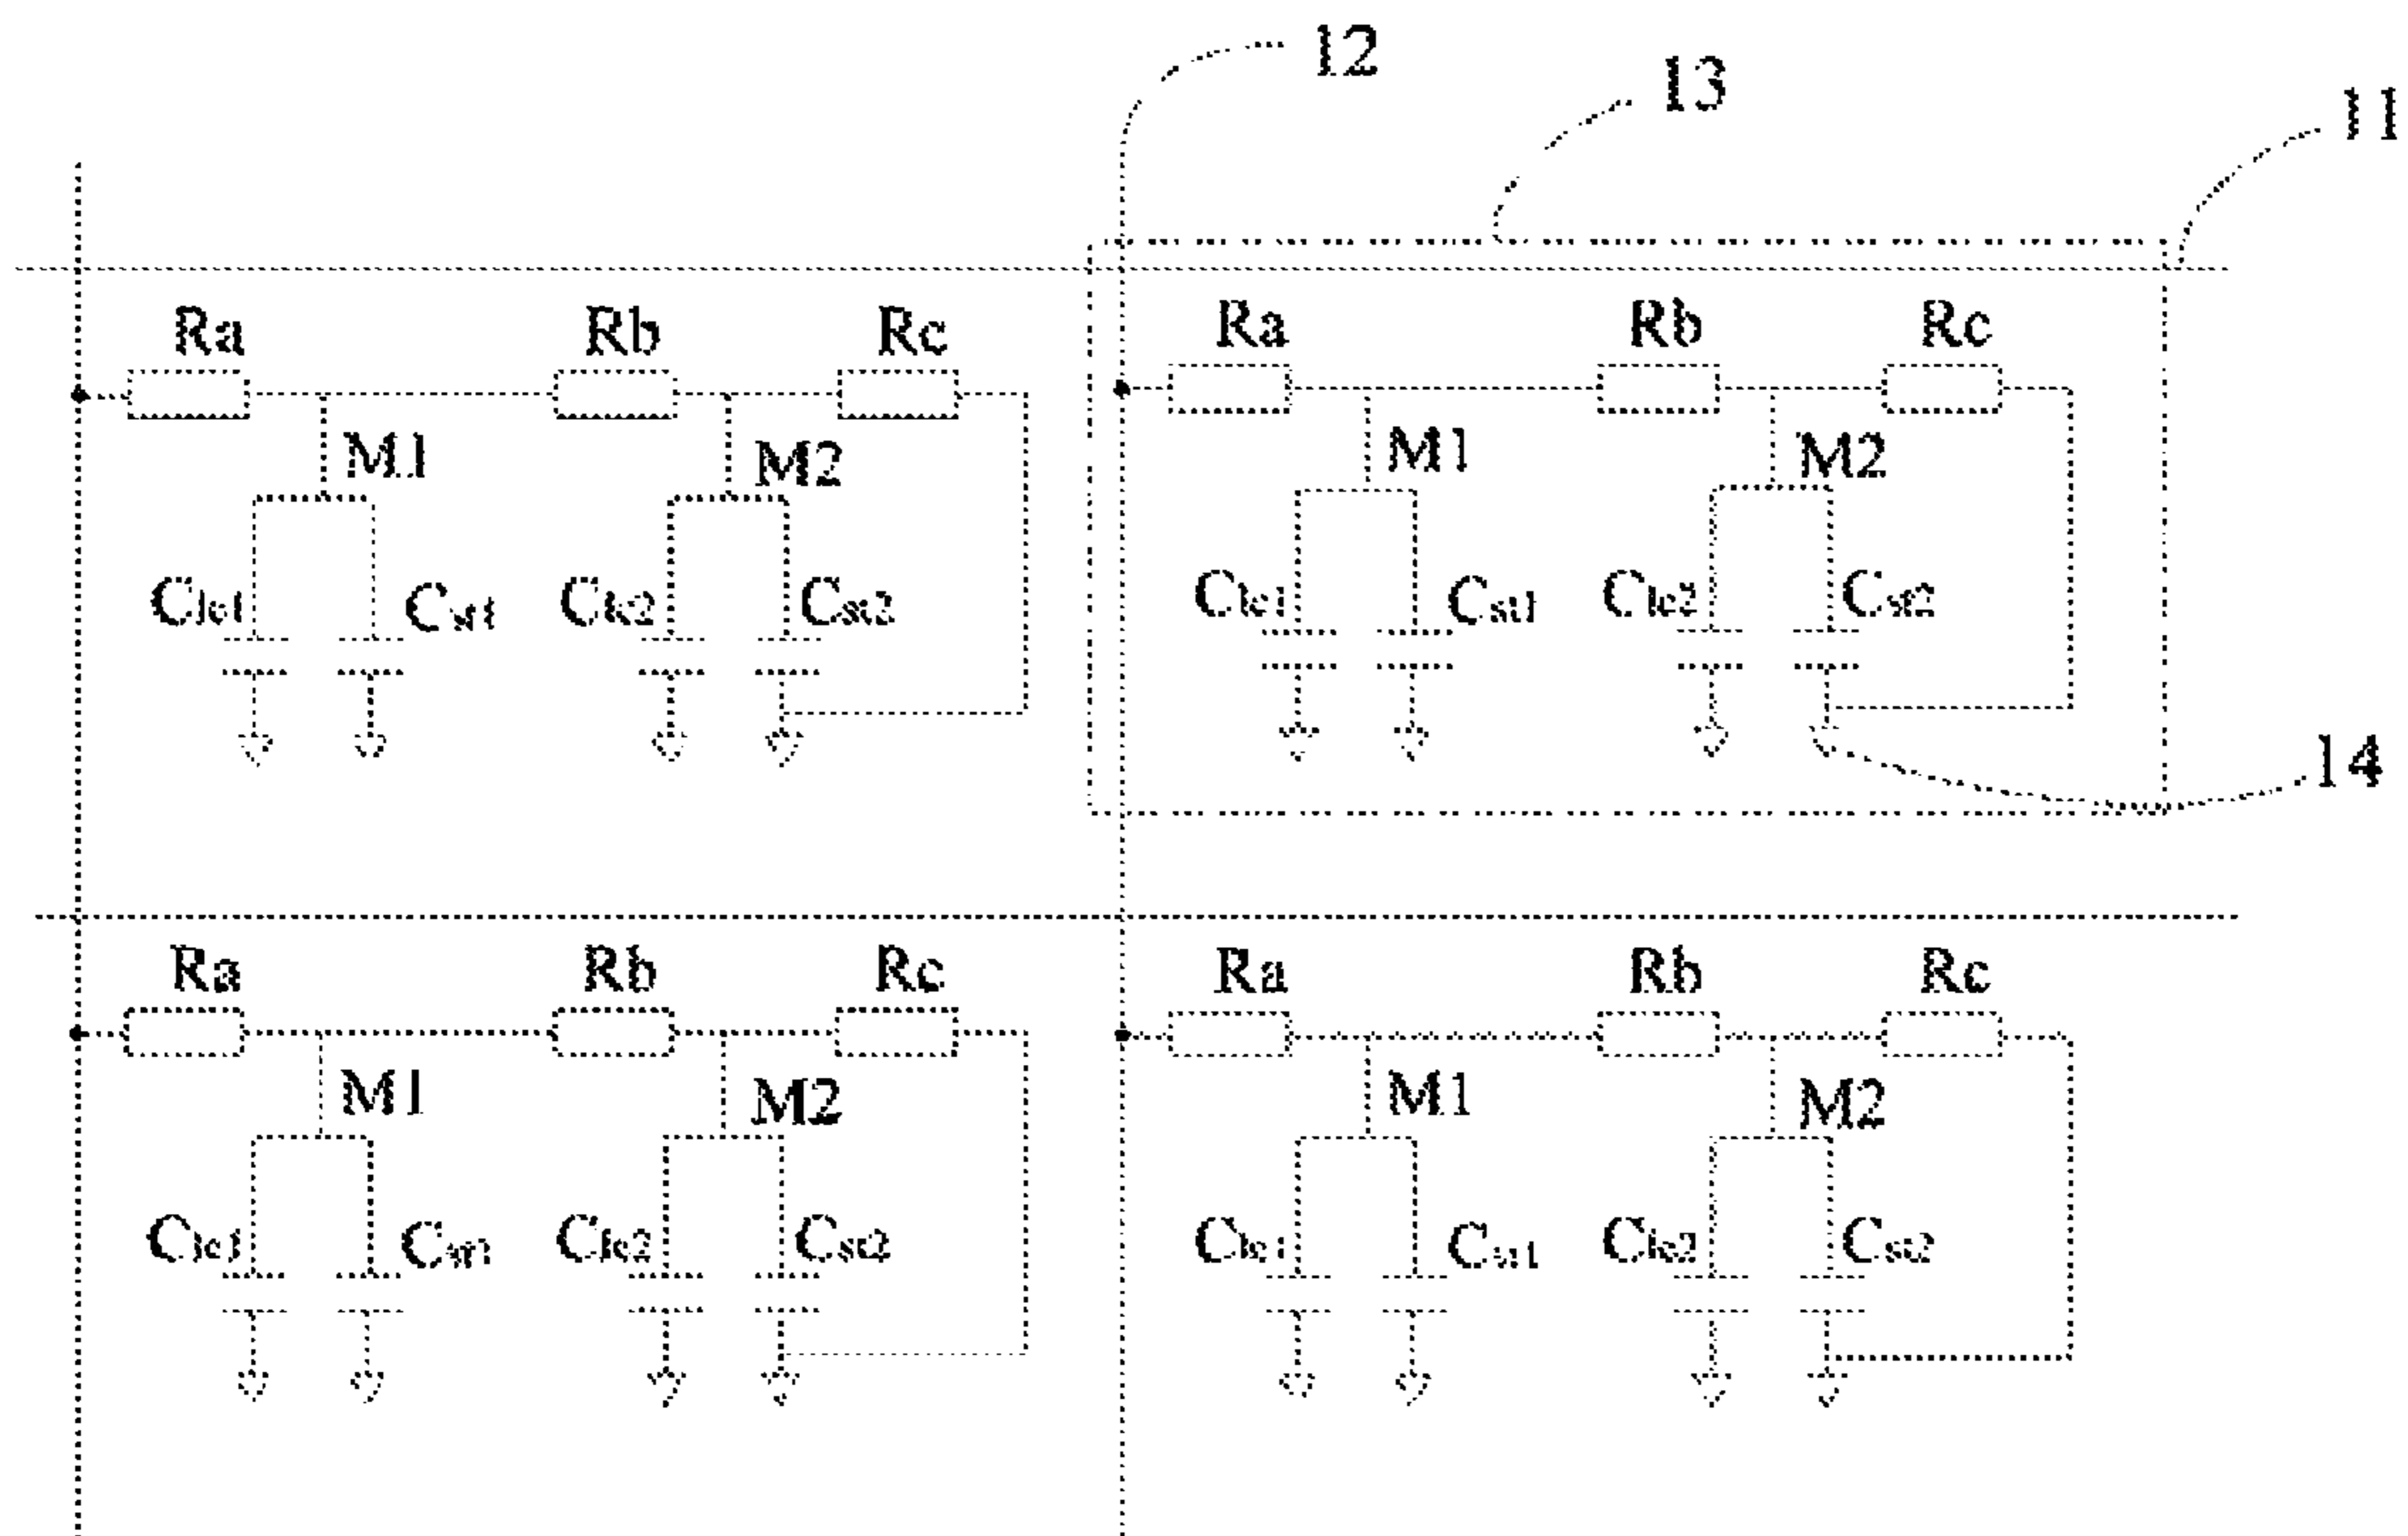 12
13
11
Ra Rb Rc Ra Rb Rc
M1 M2 M1 M2
Clc1 Cst1 Clc2 Cst2 Clc1 Cst1 Clc2 Cst2
14
Ra Rb Rc Ra Rb Rc
M1 M2 M1 M2
Clc1 Cst1 Clc2 Cst2 Clc1 Cst1 Clc2 Cst2